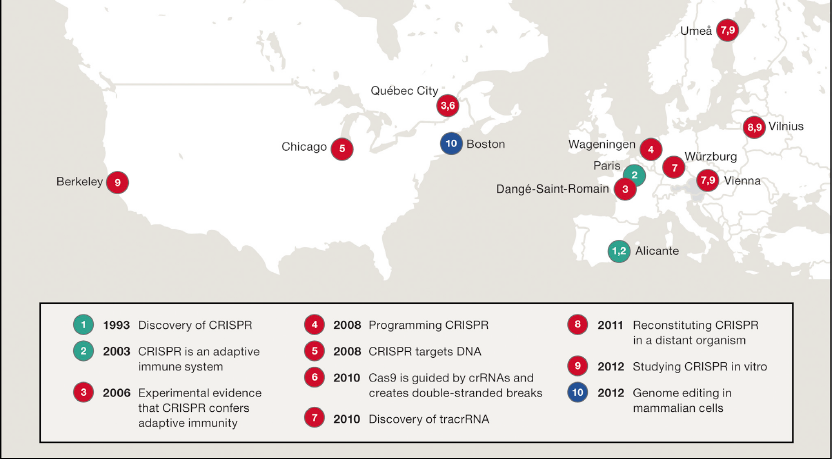 Umeå 7,9
Québec City
3,6
8,9 Vilnius
Chicago 5
10 Boston
Wageningen 4
Würzburg
7
Paris
2
Berkeley 9
7,9 Vienna
Dangé-Saint-Romain 3
1,2 Alicante
1 1993 Discovery of CRISPR
2 2003 CRISPR is an adaptive
immune system
3 2006 Experimental evidence
that CRISPR confers
adaptive immunity
4 2008 Programming CRISPR
5 2008 CRISPR targets DNA
6 2010 Cas9 is guided by crRNAs and
creates double-stranded breaks
7 2010 Discovery of tracrRNA
8 2011 Reconstituting CRISPR
in a distant organism
9 2012 Studying CRISPR in vitro
10 2012 Genome editing in
mammalian cells